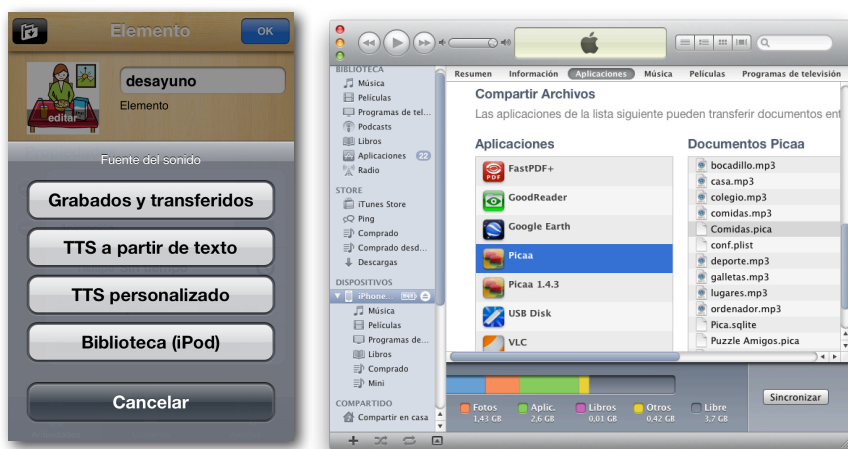 Elemento
OK
desayuno
editar
Elemento
Fuente del sonido
Grabados y transferidos
TTS a partir de texto
TTS personalizado
Biblioteca (iPod)
Cancelar
BIBLIOTECA
Música
Películas
Programas de tel...
Podcasts
Libros
Aplicaciones 22
Radio
STORE
iTunes Store
Ping
Comprado
Comprado desd...
Descargas
DISPOSITIVOS
iPhone...
Música
Películas
Programas de...
Libros
Comprado
Mini
COMPARTIDO
Compartir en casa
Resumen Información Aplicaciones Música Películas Programas de televisión
Compartir Archivos
Las aplicaciones de la lista siguiente pueden transferir documentos ent
Aplicaciones
PDF
FastPDF+
GoodReader
Google Earth
Picaa
Picaa 1.4.3
USB Disk
VLC
Documentos Picaa
bocadillo.mp3
casa.mp3
colegio.mp3
comidas.mp3
Comidas.pica
conf.plist
deporte.mp3
galletas.mp3
lugares.mp3
ordenador.mp3
Pica.sqlite
Puzzle Amigos.pica
Fotos Aplic. Libros Otros Libre
1,43 GB 2,6 GB 0,01 GB 0,42 GB 3,7 GB
Sincronizar